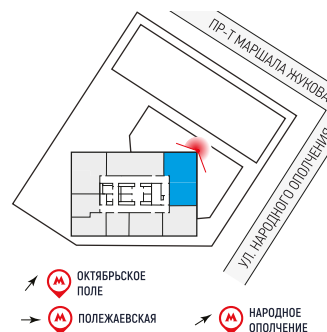 ПР-Т МАРШАЛА ЖУКОВА
УЛ. НАРОДНОГО ОПОЛЧЕНИЯ
ОКТЯБРЬСКОЕ
ПОЛЕ
ПОЛЕЖАЕВСКАЯ
НАРОДНОЕ
ОПОЛЧЕНИЕ